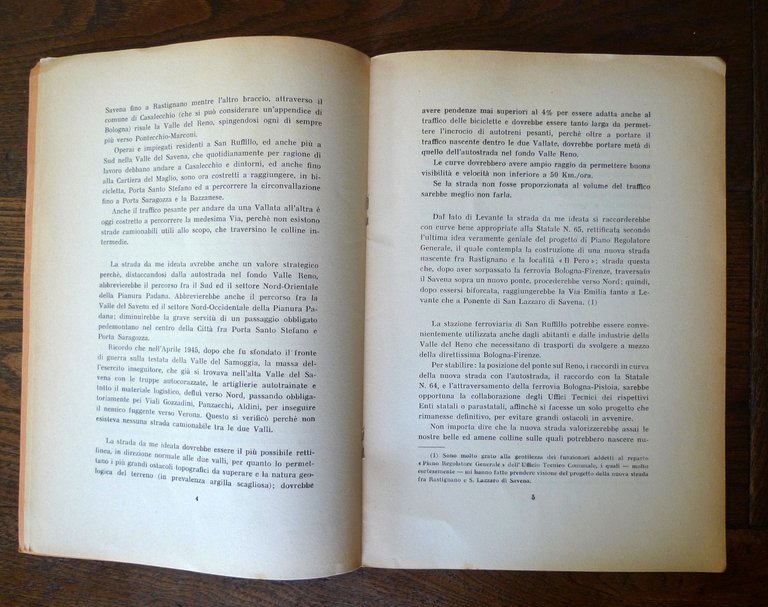 Savena fino a Rastignano mentre l'altro braccio, attraverso il
comune di Casalecchio (che si può considerare un'appendice di
Bologna) risale la Valle del Reno, spingendosi ogni dì sempre
più verso Pontecchio-Marconi.
Operai e impiegati residenti a San Ruffillo, ed anche più a
Sud nella Valle del Savena, che quotidianamente per ragione di
lavoro debbano andare a Casalecchio e dintorni, ed anche fino
alla Cartiera del Maglio, sono ora costretti a raggiungere, in bi-
cicletta, Porta Santo Stefano ed a percorrere la circonvallazione
fino a Porta Saragozza e la Bazzanese.
Anche il traffico pesante per andare da una Vallata all'altra è
oggi costretto a percorrere la medesima Via, perchè non esistono
strade camionabili utili allo scopo, che traversino le colline in-
termedie.
La strada da me ideata avrebbe anche un valore strategico
perchè, distaccandosi dalla autostrada nel fondo Valle Reno,
abbrevierebbe il percorso fra il Sud ed il settore Nord-Orientale
della Pianura Padana. Abbrevierebbe anche il percorso fra la
Valle del Savena ed il settore Nord-Occidentale della Pianura Pa-
dana; diminuirebbe la grave servitù di un passaggio obbligato
pedemontano nel centro della Città fra Porta Santo Stefano e
Porta Saragozza.
Ricordo che nell'Aprile 1945, dopo che fu sfondato il fronte
di guerra sulla testata della Valle del Samoggia, la massa del-
l'esercito inseguitore, che già si trovava nell'alta Valle del Sa-
vena con le truppe autocorazzate, le artiglierie autotrainate e
tutto il materiale logistico, defluì verso Nord, passando obbliga-
toriamente pei Viali Gozzadini, Panzacchi, Aldini, per inseguire
il nemico fuggente verso Verona. Questo si verificò perchè non
esisteva nessuna strada camionabile tra le due Valli.
La strada da me ideata dovrebbe essere il più possibile retti-
linea, in direzione normale alle due valli, per quanto lo permet-
tano i più grandi ostacoli topografici da superare e la natura geo-
logica del terreno (in prevalenza argilla scagliosa); dovrebbe
4
avere pendenze mai superiori al 4% per essere adatta anche al
traffico delle biciclette e dovrebbe essere tanto larga da permet-
tere l'incrocio di autotreni pesanti, perchè oltre a portare il
traffico nascente dentro le due Vallate, dovrebbe portare metà di
quello dell'autostrada nel fondo Valle Reno.
Le curve dovrebbero avere ampio raggio da permettere buona
visibilità e velocità non inferiore a 50 Km./ora.
Se la strada non fosse proporzionata al volume del traffico
sarebbe meglio non farla.
Dal lato di Levante la strada da me ideata si raccorderebbe
con curve bene appropriate alla Statale N. 65, rettificata secondo
l'ultima idea veramente geniale del progetto di Piano Regolatore
Generale, il quale contempla la costruzione di una nuova strada
nascente fra Rastignano e la località « Il Pero »; strada questa
che, dopo aver sorpassato la ferrovia Bologna-Firenze, traversato
il Savena sopra un nuovo ponte, procederebbe verso Nord; quindi,
dopo essersi biforcata, raggiungerebbe la Via Emilia tanto a Le-
vante che a Ponente di San Lazzaro di Savena. (1)
La stazione ferroviaria di San Ruffillo potrebbe essere conve-
nientemente utilizzata anche dagli abitanti e dalle industrie della
Valle del Reno che necessitano di trasporti da svolgere a mezzo
della direttissima Bologna-Firenze.
Per stabilire: la posizione del ponte sul Reno, i raccordi in curva
della nuova strada con l'autostrada, il raccordo con la Statale
N. 64, e l'attraversamento della ferrovia Bologna-Pistoia, sarebbe
opportuna la collaborazione degli Uffici Tecnici dei rispettivi
Enti statali o parastatali, affinchè si facesse un solo progetto che
rimanesse definitivo, per evitare grandi ostacoli in avvenire.
Non importa dire che la nuova strada valorizzerebbe assai le
nostre belle ed amene colline sulle quali potrebbero nascere nu-
(1) Sono molto grato alla gentilezza dei funzionari addetti al reparto
« Piano Regolatore Generale » dell'Ufficio Tecnico Comunale, i quali — molto
cortesemente — mi hanno fatto prendere visione del progetto della nuova strada
fra Rastignano e S. Lazzaro di Savena.
5